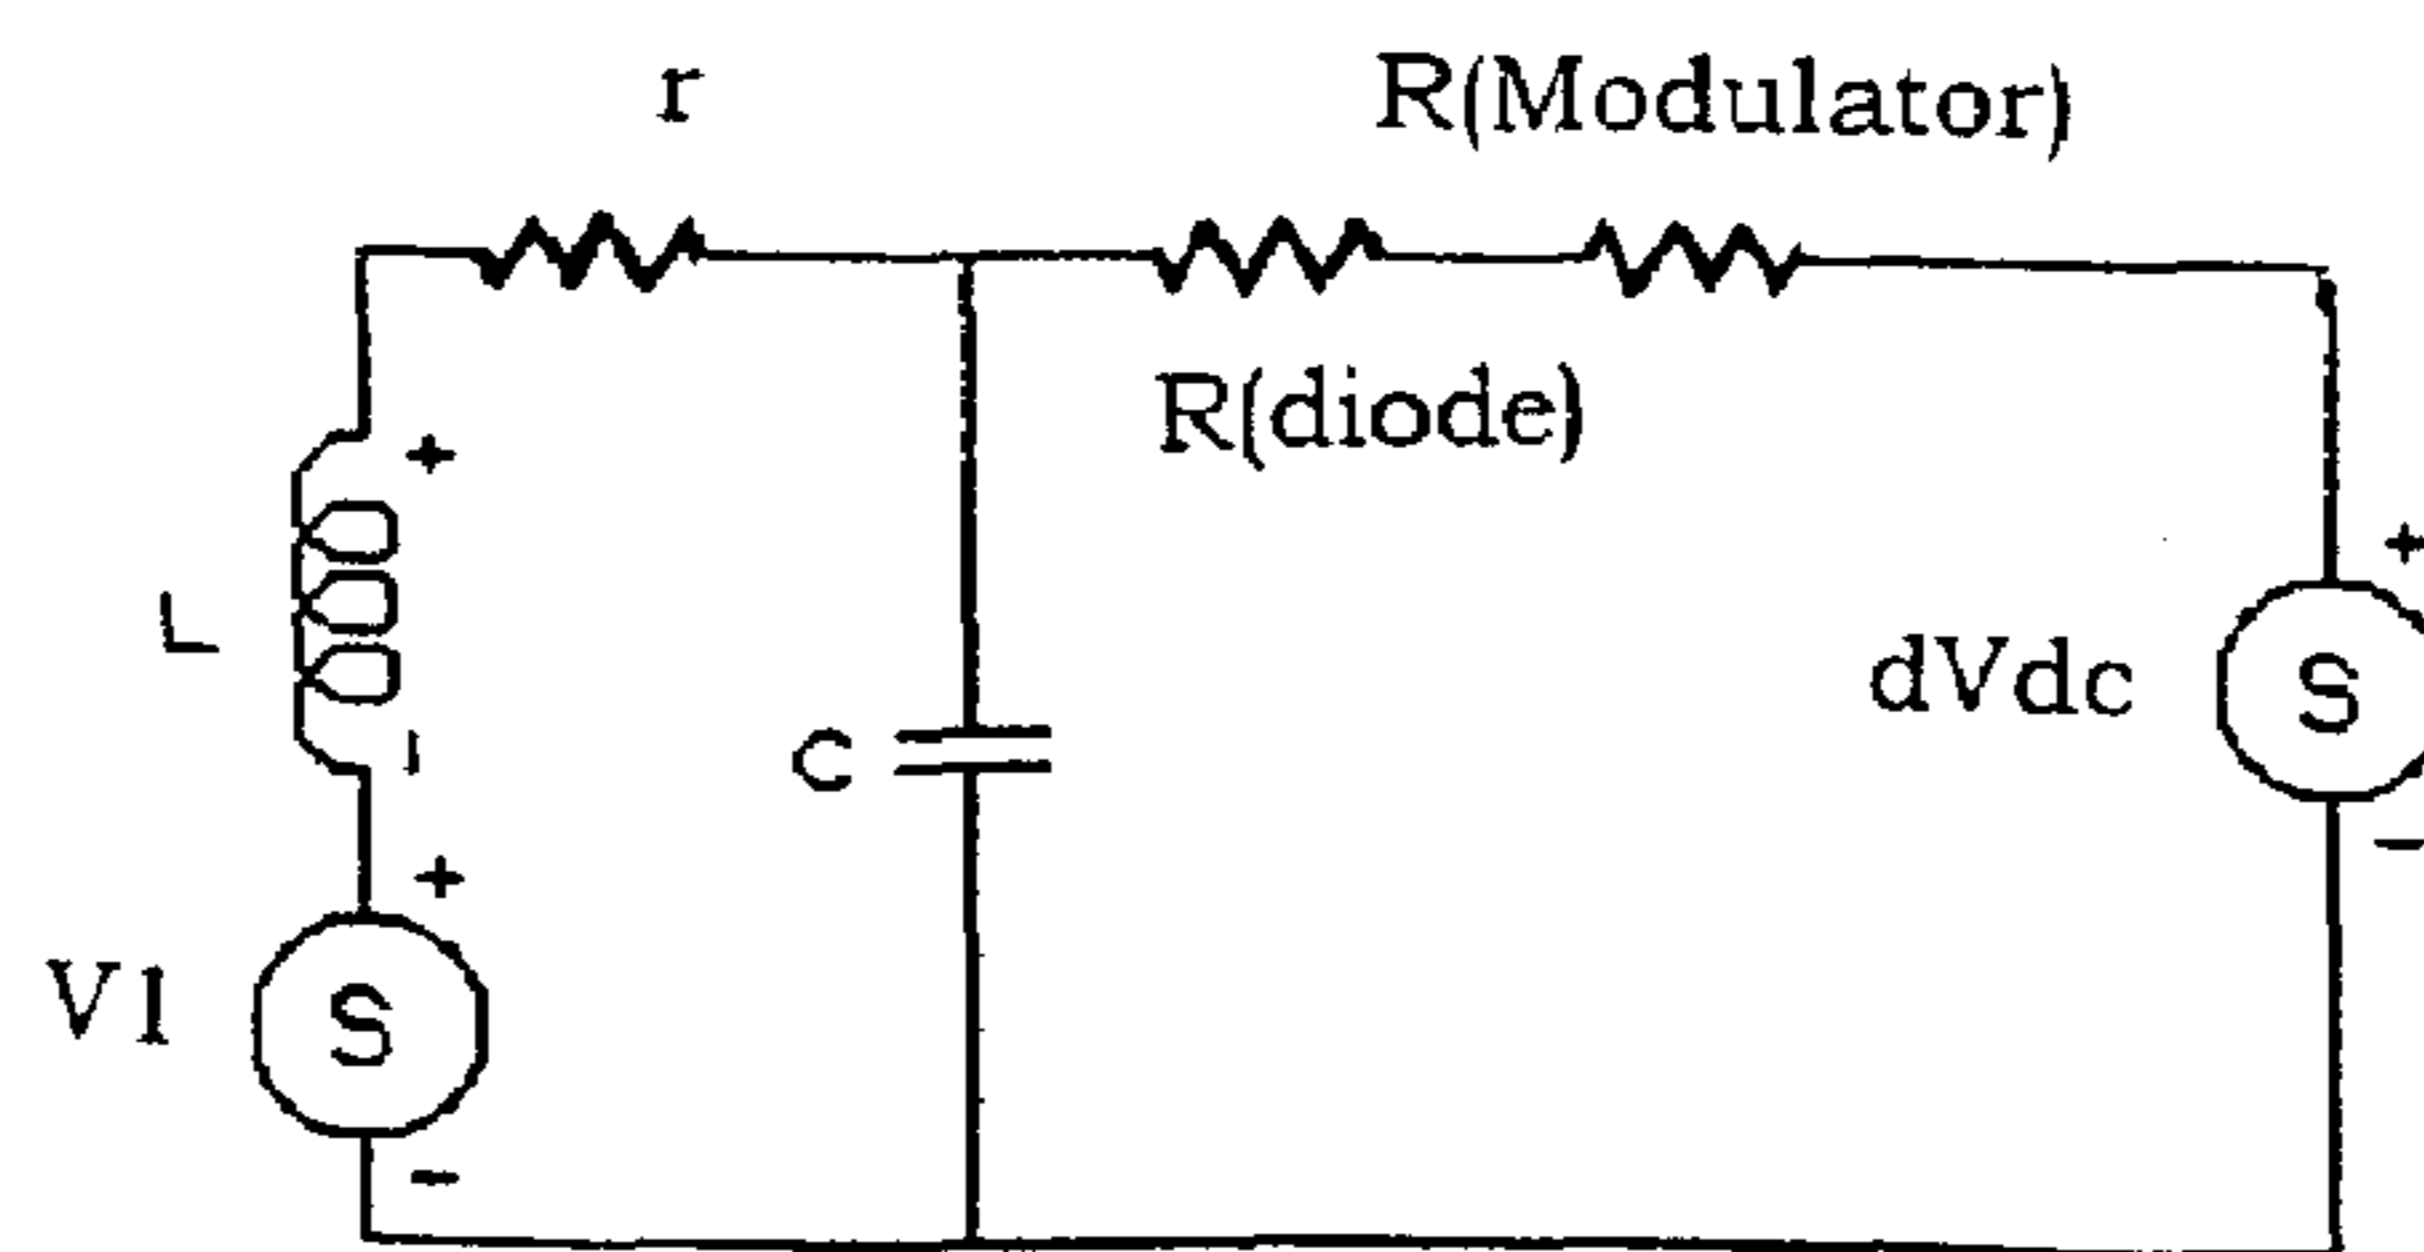 r
R(Modulator)
+
R(diode)
L
+
C
dVdc
S
+
V1
S
-
-